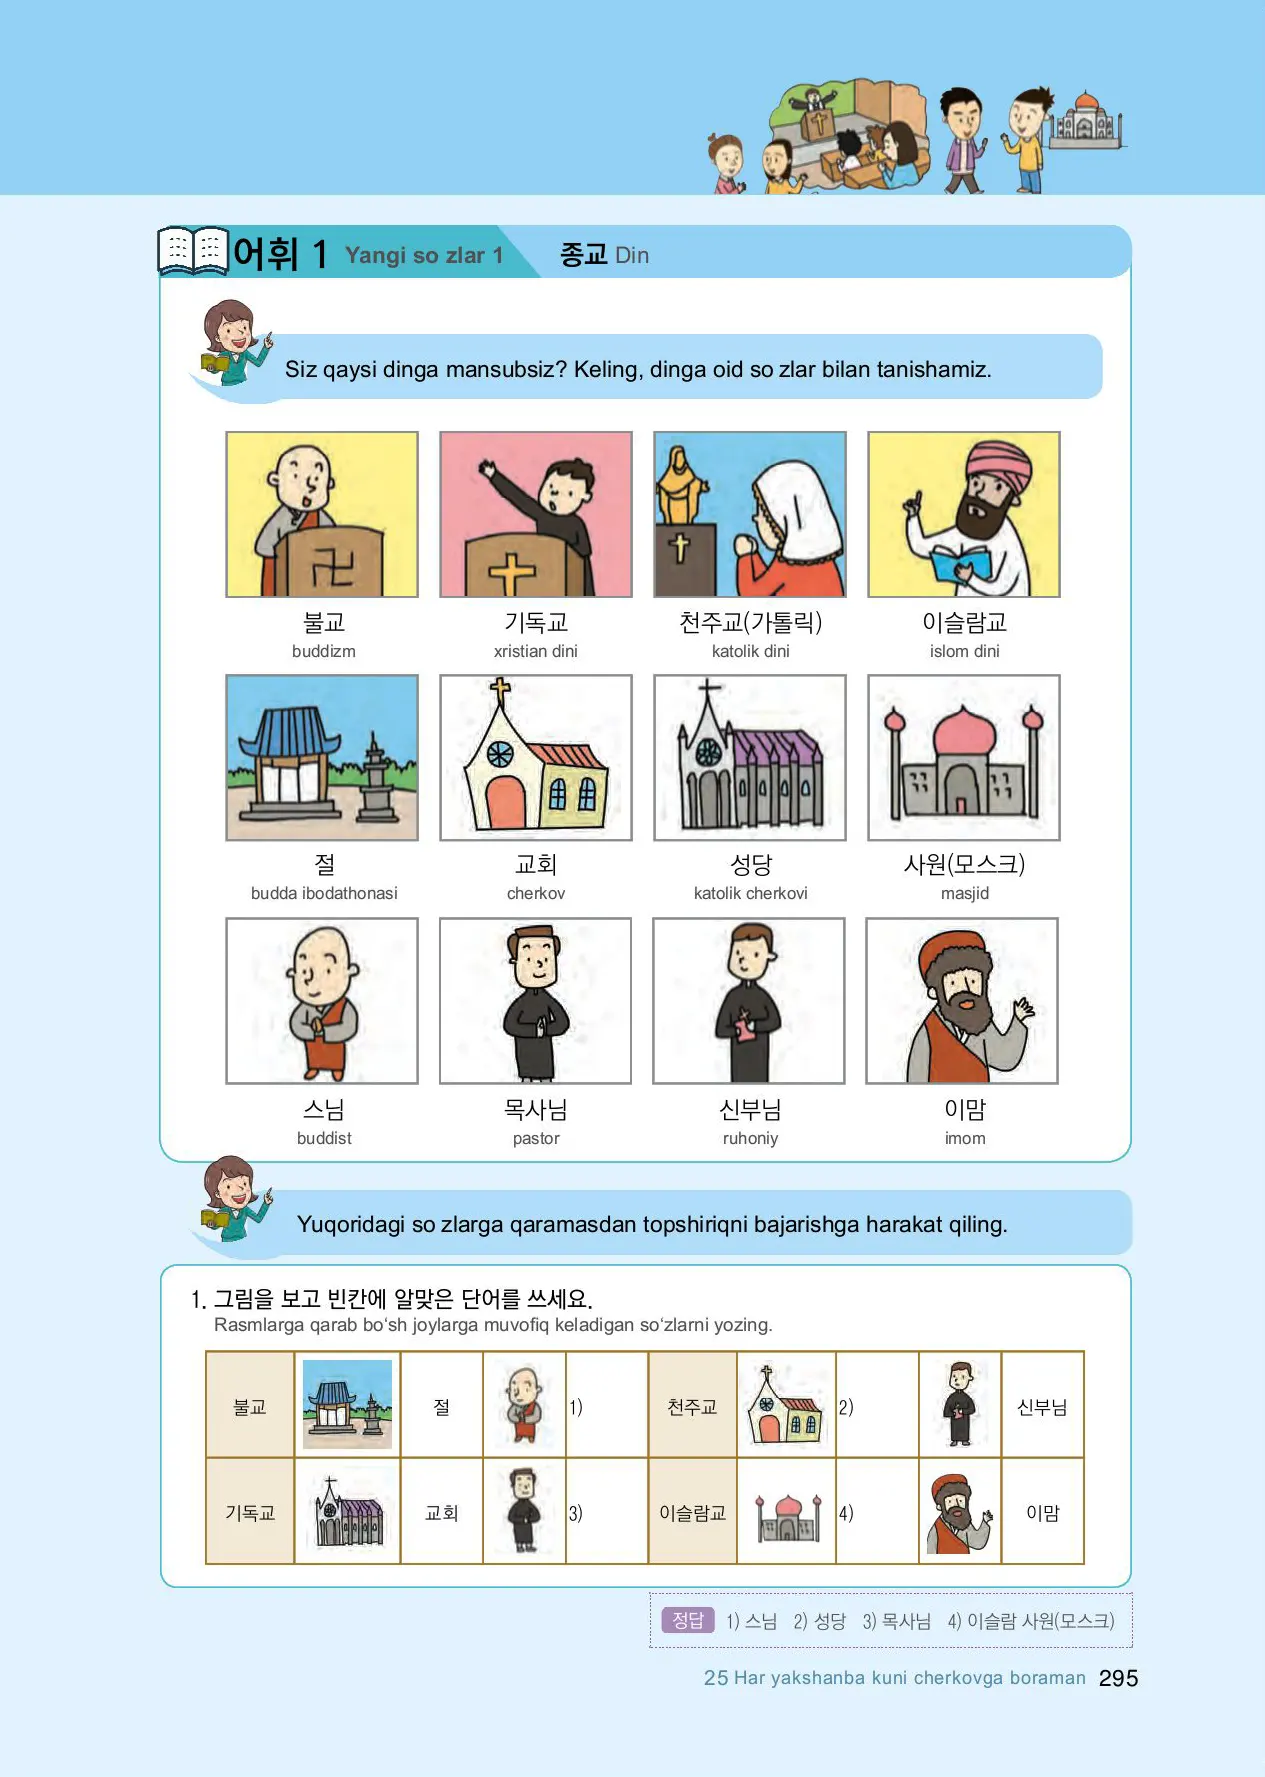 어휘 1 Yangi so zlar 1 종교 Din
Siz qaysi dinga mansubsiz? Keling, dinga oid so zlar bilan tanishamiz.
불교 기독교 천주교(가톨릭) 이슬람교
buddizm xristian dini katolik dini islom dini
절 교회 성당 사원(모스크)
budda ibodathonasi cherkov katolik cherkovi masjid
스님 목사님 신부님 이맘
buddist pastor ruhoniy imom
Yuqoridagi so zlarga qaramasdan topshiriqni bajarishga harakat qiling.
1. 그림을 보고 빈칸에 알맞은 단어를 쓰세요.
Rasmlarga qarab bo‘sh joylarga muvofiq keladigan so‘zlarni yozing.
불교 절 1) 천주교 2) 신부님
기독교 교회 3) 이슬람교 4) 이맘
정답 1) 스님 2) 성당 3) 목사님 4) 이슬람 사원(모스크)
25 Har yakshanba kuni cherkovga boraman 295